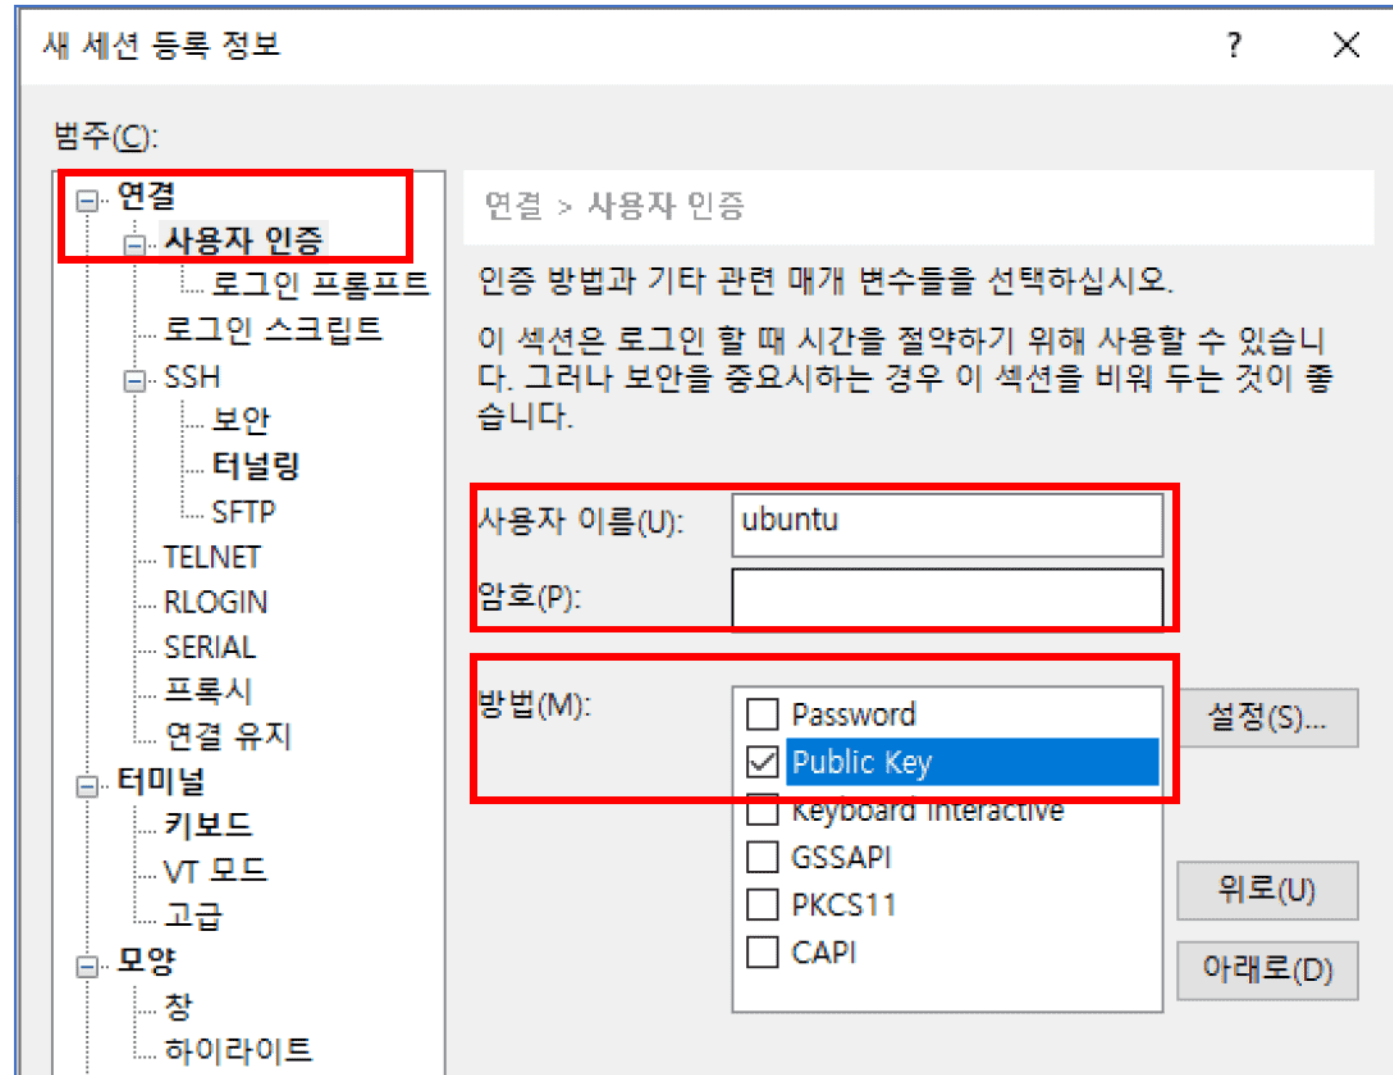 새 세션 등록 정보
?
범주(C):
연결
사용자 인증
로그인 프롬프트
로그인 스크립트
SSH
보안
터널링
SFTP
TELNET
RLOGIN
SERIAL
프록시
연결 유지
터미널
키보드
VT 모드
고급
모양
창
하이라이트
연결 > 사용자 인증
인증 방법과 기타 관련 매개 변수들을 선택하십시오.
이 섹션은 로그인 할 때 시간을 절약하기 위해 사용할 수 있습니
다. 그러나 보안을 중요시하는 경우 이 섹션을 비워 두는 것이 좋
습니다.
사용자 이름(U):
ubuntu
암호(P):
방법(M):
Password
Public Key
Keyboard Interactive
GSSAPI
PKCS11
CAPI
설정(S)...
위로(U)
아래로(D)